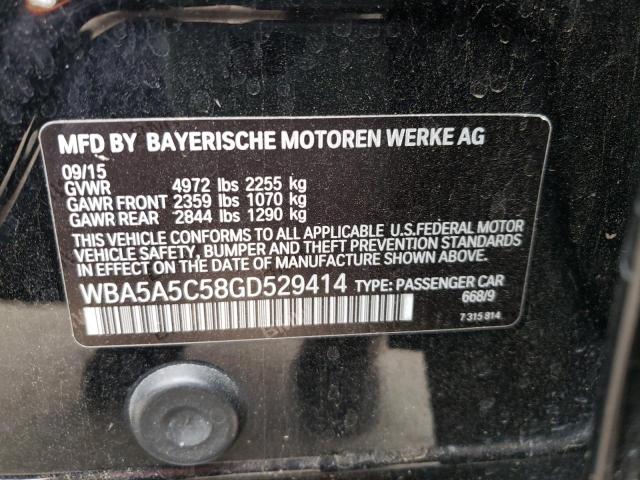 MFD BY BAYERISCHE MOTOREN WERKE AG
09/15
GVWR 4972 lbs 2255 kg
GAWR FRONT 2359 lbs 1070 kg
GAWR REAR 2844 lbs 1290 kg
THIS VEHICLE CONFORMS TO ALL APPLICABLE U.S.FEDERAL MOTOR
VEHICLE SAFETY, BUMPER AND THEFT PREVENTION STANDARDS
IN EFFECT ON THE DATE OF MANUFACTURE SHOWN ABOVE.
WBA5A5C58GD529414 TYPE: PASSENGER CAR
668/9
7 315 814